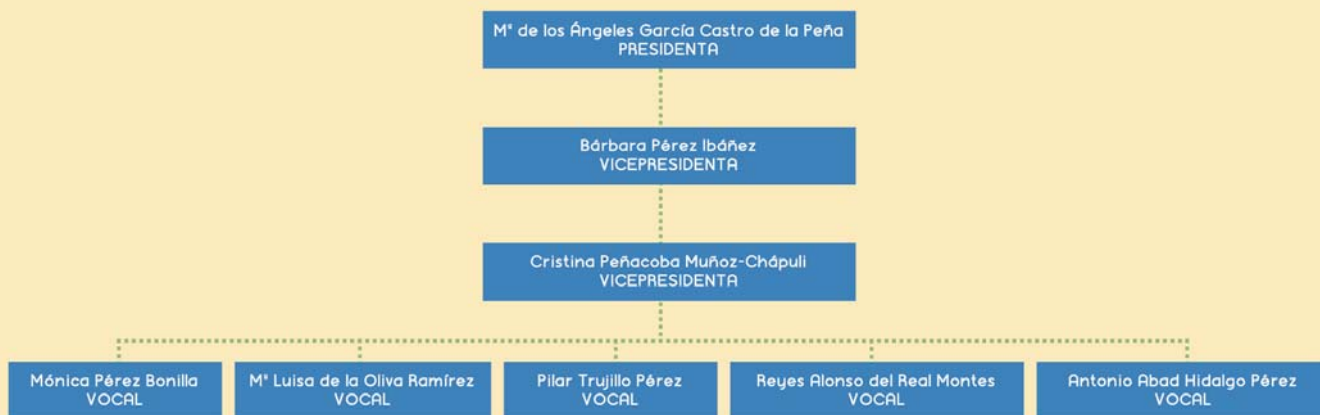 Mª de los Ángeles García Castro de la Peña
PRESIDENTA
Bárbara Pérez Ibáñez
VICEPRESIDENTA
Cristina Peñacoba Muñoz-Chápuli
VICEPRESIDENTA
Mónica Pérez Bonilla
VOCAL
Mª Luisa de la Oliva Ramírez
VOCAL
Pilar Trujillo Pérez
VOCAL
Reyes Alonso del Real Montes
VOCAL
Antonio Abad Hidalgo Pérez
VOCAL